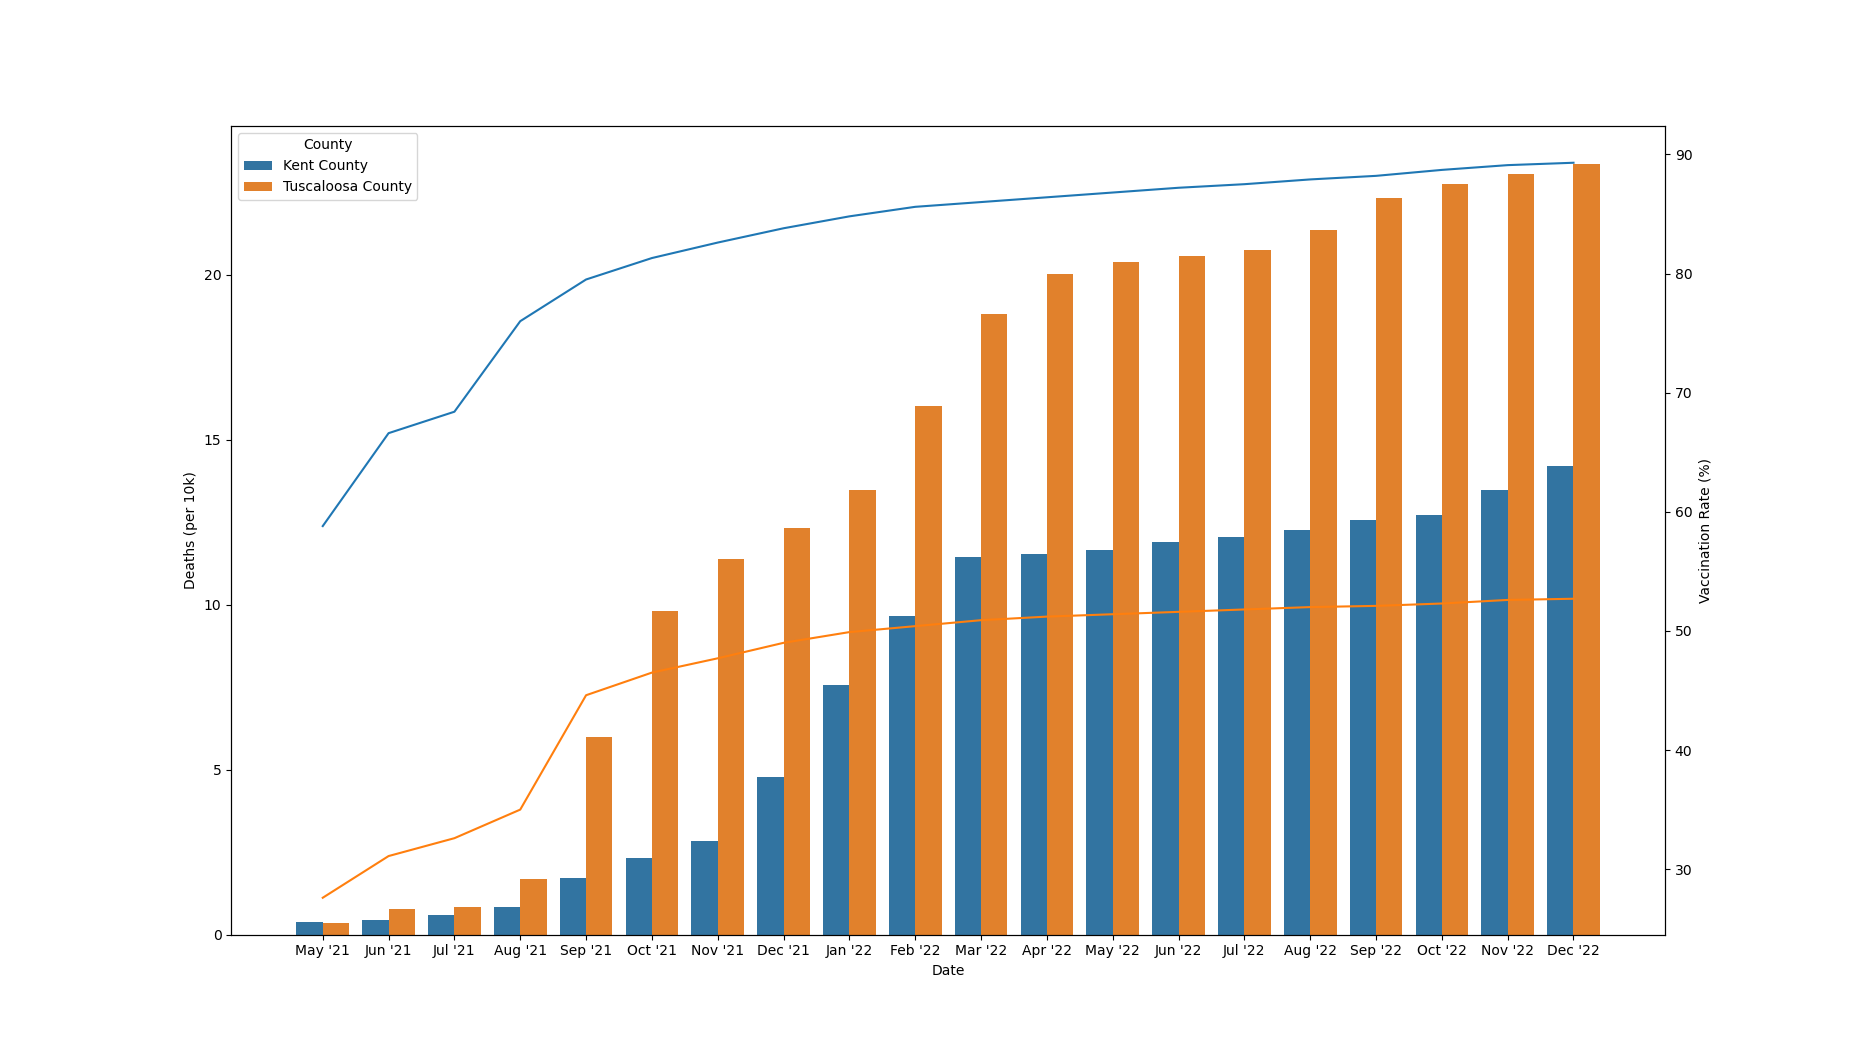 County
Kent County
Tuscaloosa County
Deaths (per 10k)
20
15
10
5
0
90
80
70
60
50
40
30
Vaccination Rate (%)
May '21 Jun '21 Jul '21 Aug '21 Sep '21 Oct '21 Nov '21 Dec '21 Jan '22 Feb '22 Mar '22 Apr '22 May '22 Jun '22 Jul '22 Aug '22 Sep '22 Oct '22 Nov '22 Dec '22
Date